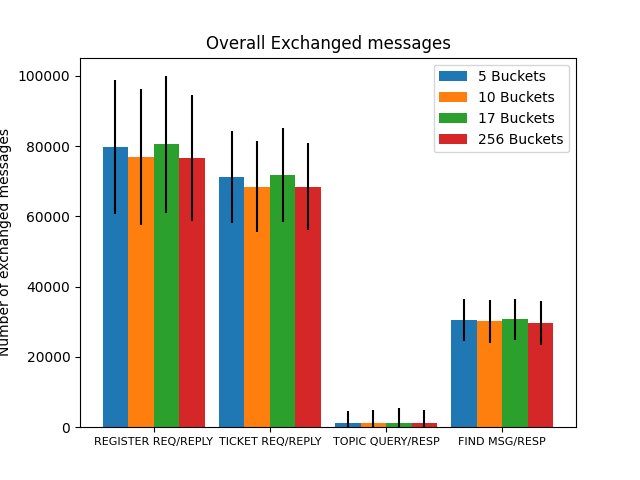 Overall Exchanged messages
Number of exchanged messages
100000
80000
60000
40000
20000
0
5 Buckets
10 Buckets
17 Buckets
256 Buckets
REGISTER REQ/REPLY TICKET REQ/REPLY TOPIC QUERY/RESP FIND MSG/RESP